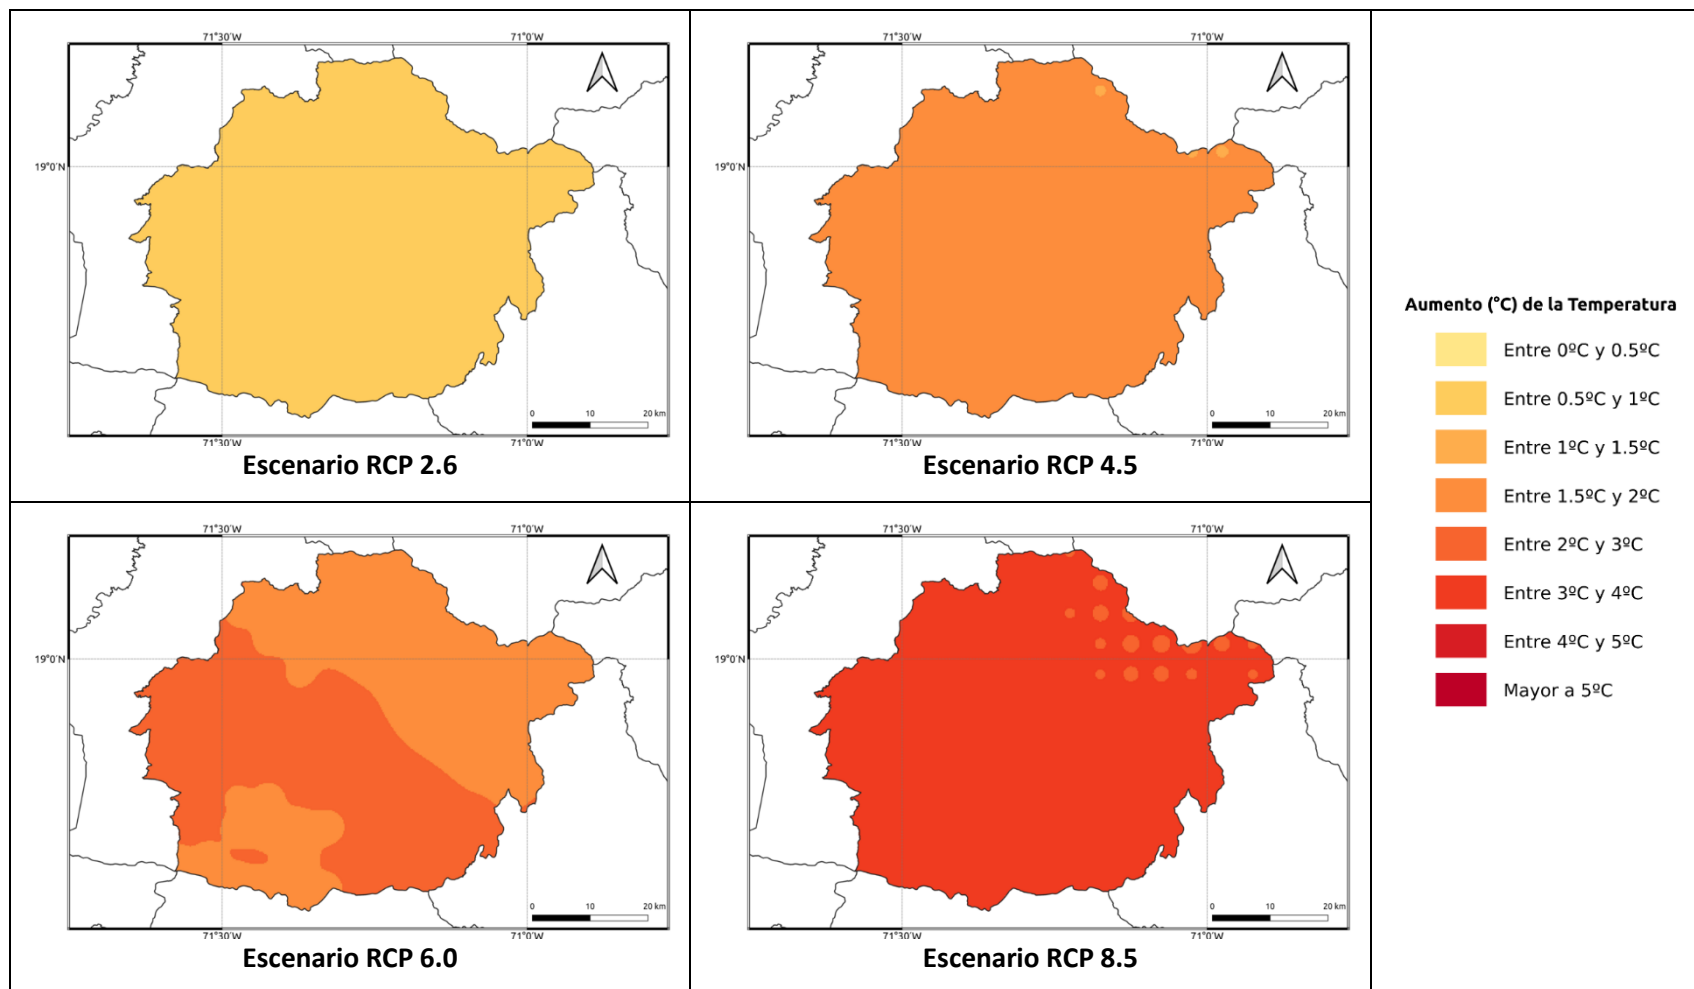 71°30'W 71°0'W
19°0'N
0 10 20 km
71°30'W 71°0'W
Escenario RCP 2.6
71°30'W 71°0'W
19°0'N
0 10 20 km
71°30'W 71°0'W
Escenario RCP 4.5
71°30'W 71°0'W
19°0'N
0 10 20 km
71°30'W 71°0'W
Escenario RCP 6.0
71°30'W 71°0'W
19°0'N
0 10 20 km
71°30'W 71°0'W
Escenario RCP 8.5
Aumento (°C) de la Temperatura
Entre 0ºC y 0.5ºC
Entre 0.5ºC y 1ºC
Entre 1ºC y 1.5ºC
Entre 1.5ºC y 2ºC
Entre 2ºC y 3ºC
Entre 3ºC y 4ºC
Entre 4ºC y 5ºC
Mayor a 5ºC